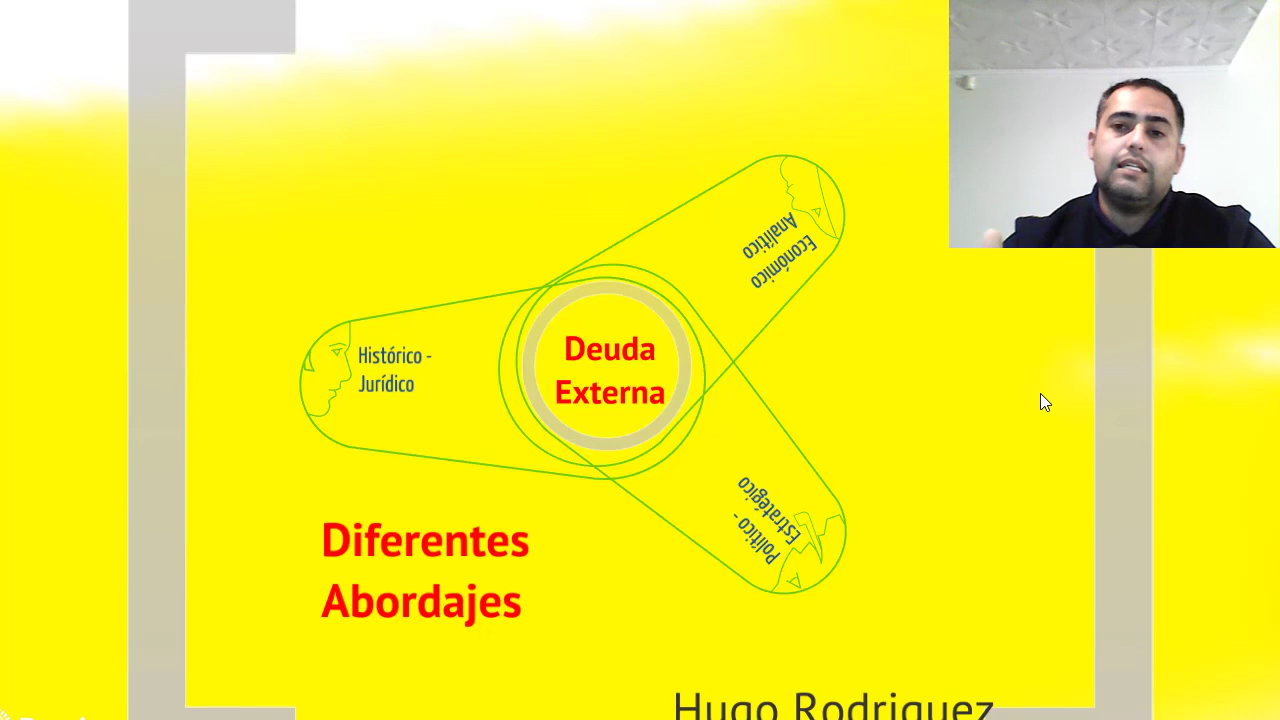 Económico
Analítico
Histórico -
Jurídico
Deuda
Externa
Político -
Estratégico
Diferentes
Abordajes
Hugo Rodriguez